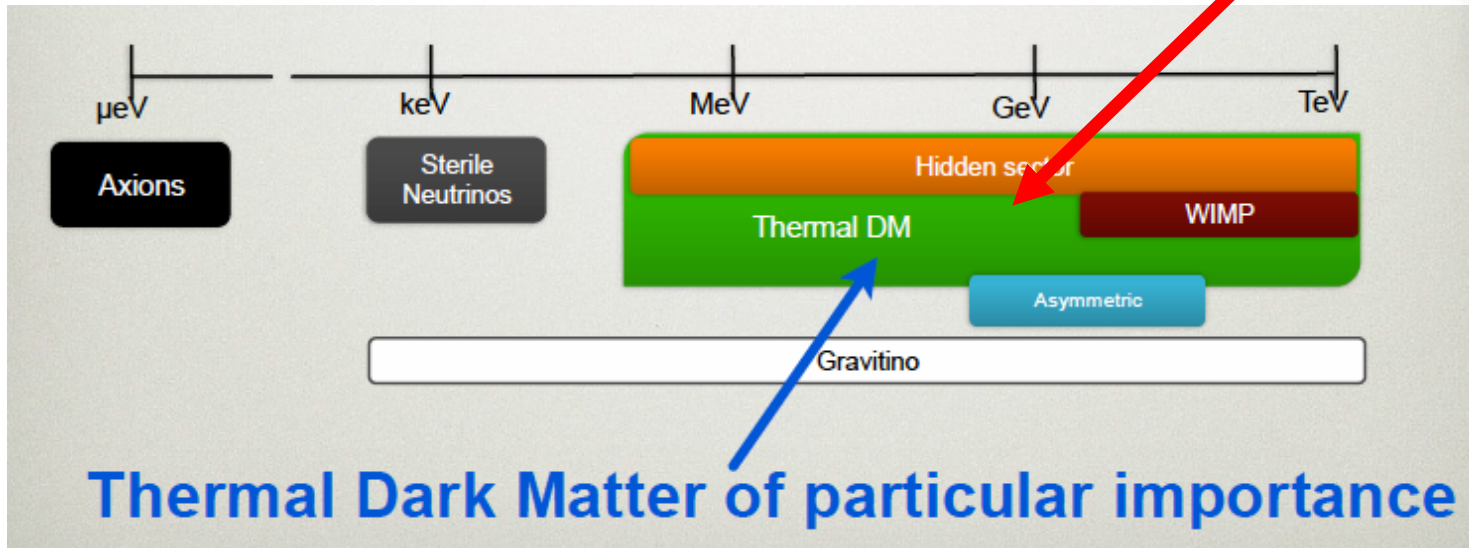 µeV keV MeV GeV TeV
Axions
Sterile
Neutrinos
Hidden sector
Thermal DM
WIMP
Asymmetric
Gravitino
Thermal Dark Matter of particular importance